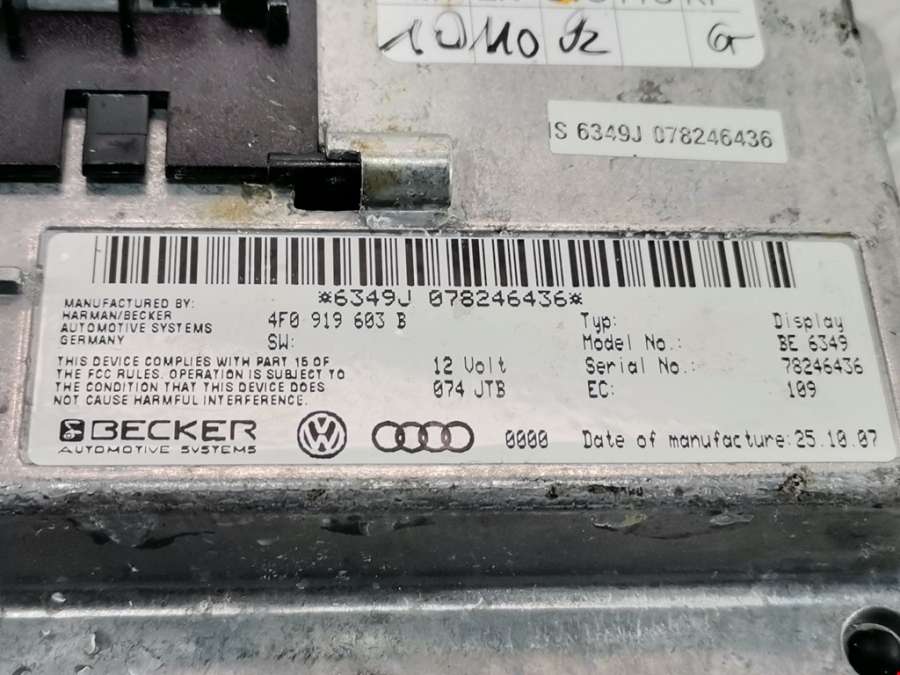 IS 6349J 078246436
*6349J 078246436*
MANUFACTURED BY:
HARMAN/BECKER
AUTOMOTIVE SYSTEMS
GERMANY
4F0 919 603 B
SW:
THIS DEVICE COMPLIES WITH PART 15 OF
THE FCC RULES. OPERATION IS SUBJECT TO
THE CONDITION THAT THIS DEVICE DOES
NOT CAUSE HARMFUL INTERFERENCE.
12 Volt
074 JTB
Typ: Display
Model No.: BE 6349
Serial No.: 78246436
EC: 109
BECKER
AUTOMOTIVE SYSTEMS
0000
Date of manufacture:25.10.07